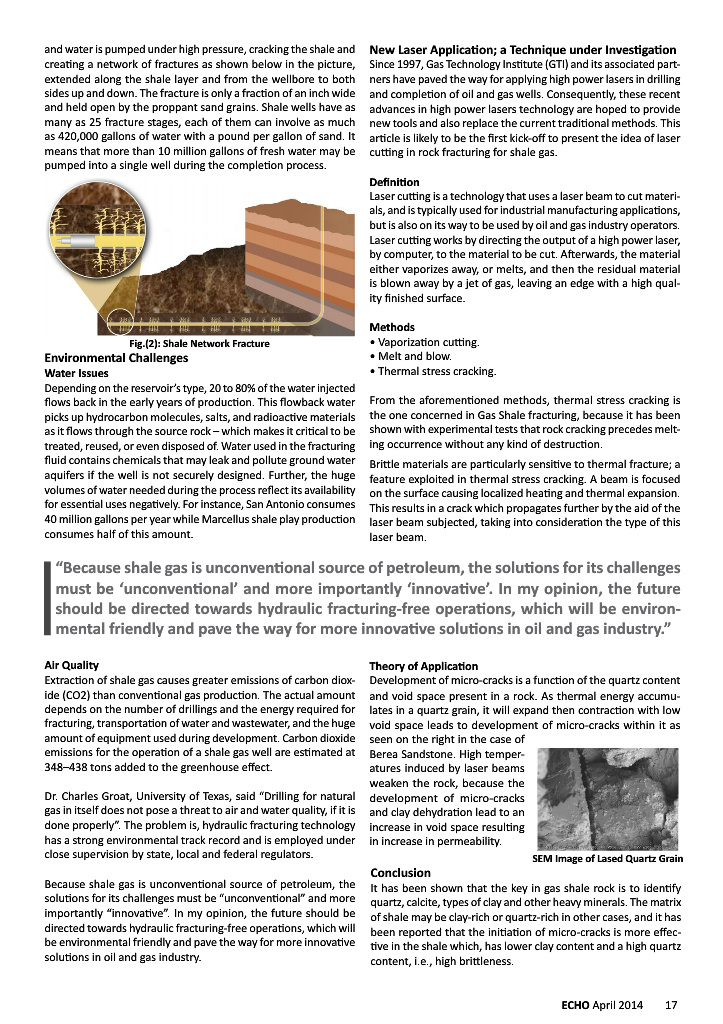 and water is pumped under high pressure, cracking the shale and
creating a network of fractures as shown below in the picture,
extended along the shale layer and from the wellbore to both
sides up and down. The fracture is only a fraction of an inch wide
and held open by the proppant sand grains. Shale wells have as
many as 25 fracture stages, each of them can involve as much
as 420,000 gallons of water with a pound per gallon of sand. It
means that more than 10 million gallons of fresh water may be
pumped into a single well during the completion process.
Fig.(2): Shale Network Fracture
Environmental Challenges
Water Issues
Depending on the reservoir's type, 20 to 80% of the water injected
flows back in the early years of production. This flowback water
picks up hydrocarbon molecules, salts, and radioactive materials
as it flows through the source rock – which makes it critical to be
treated, reused, or even disposed of. Water used in the fracturing
fluid contains chemicals that may leak and pollute ground water
aquifers if the well is not securely designed. Further, the huge
volumes of water needed during the process reflect its availability
for essential uses negatively. For instance, San Antonio consumes
40 million gallons per year while Marcellus shale play production
consumes half of this amount.
New Laser Application; a Technique under Investigation
Since 1997, Gas Technology Institute (GTI) and its associated part-
ners have paved the way for applying high power lasers in drilling
and completion of oil and gas wells. Consequently, these recent
advances in high power lasers technology are hoped to provide
new tools and also replace the current traditional methods. This
article is likely to be the first kick-off to present the idea of laser
cutting in rock fracturing for shale gas.
Definition
Laser cutting is a technology that uses a laser beam to cut materi-
als, and is typically used for industrial manufacturing applications,
but is also on its way to be used by oil and gas industry operators.
Laser cutting works by directing the output of a high power laser,
by computer, to the material to be cut. Afterwards, the material
either vaporizes away, or melts, and then the residual material
is blown away by a jet of gas, leaving an edge with a high qual-
ity finished surface.
Methods
• Vaporization cutting.
• Melt and blow.
• Thermal stress cracking.
From the aforementioned methods, thermal stress cracking is
the one concerned in Gas Shale fracturing, because it has been
shown with experimental tests that rock cracking precedes melt-
ing occurrence without any kind of destruction.
Brittle materials are particularly sensitive to thermal fracture; a
feature exploited in thermal stress cracking. A beam is focused
on the surface causing localized heating and thermal expansion.
This results in a crack which propagates further by the aid of the
laser beam subjected, taking into consideration the type of this
laser beam.
“Because shale gas is unconventional source of petroleum, the solutions for its challenges
must be ‘unconventional’ and more importantly ‘innovative’. In my opinion, the future
should be directed towards hydraulic fracturing-free operations, which will be environ-
mental friendly and pave the way for more innovative solutions in oil and gas industry.”
Air Quality
Extraction of shale gas causes greater emissions of carbon diox-
ide (CO2) than conventional gas production. The actual amount
depends on the number of drillings and the energy required for
fracturing, transportation of water and wastewater, and the huge
amount of equipment used during development. Carbon dioxide
emissions for the operation of a shale gas well are estimated at
348–438 tons added to the greenhouse effect.
Dr. Charles Groat, University of Texas, said “Drilling for natural
gas in itself does not pose a threat to air and water quality, if it is
done properly”. The problem is, hydraulic fracturing technology
has a strong environmental track record and is employed under
close supervision by state, local and federal regulators.
Because shale gas is unconventional source of petroleum, the
solutions for its challenges must be “unconventional” and more
importantly “innovative”. In my opinion, the future should be
directed towards hydraulic fracturing-free operations, which will
be environmental friendly and pave the way for more innovative
solutions in oil and gas industry.
Theory of Application
Development of micro-cracks is a function of the quartz content
and void space present in a rock. As thermal energy accumu-
lates in a quartz grain, it will expand then contraction with low
void space leads to development of micro-cracks within it as
seen on the right in the case of
Berea Sandstone. High temper-
atures induced by laser beams
weaken the rock, because the
development of micro-cracks
and clay dehydration lead to an
increase in void space resulting
in increase in permeability.
SEM Image of Lased Quartz Grain
Conclusion
It has been shown that the key in gas shale rock is to identify
quartz, calcite, types of clay and other heavy minerals. The matrix
of shale may be clay-rich or quartz-rich in other cases, and it has
been reported that the initiation of micro-cracks is more effec-
tive in the shale which, has lower clay content and a high quartz
content, i.e., high brittleness.
ECHO April 2014 17